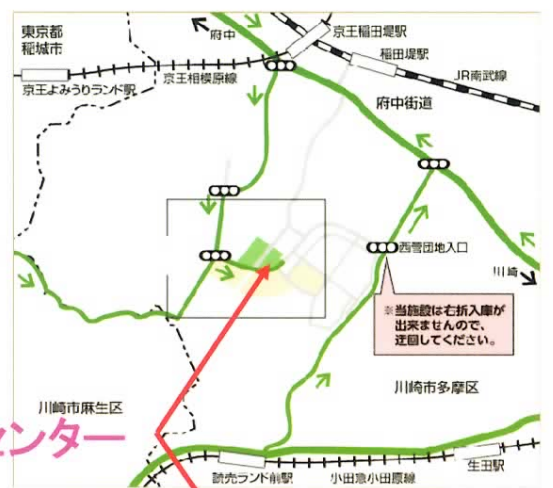 東京都
稲城市
府中
京王稲田堤駅
稲田堤駅
京王よみうりランド駅
京王相模原線
JR南武線
府中街道
西菅団地入口
川崎
※当施設は右折入庫が
出来ませんので、
迂回してください。
川崎市麻生区
川崎市多摩区
センター
読売ランド前駅
小田急小田原線
生田駅